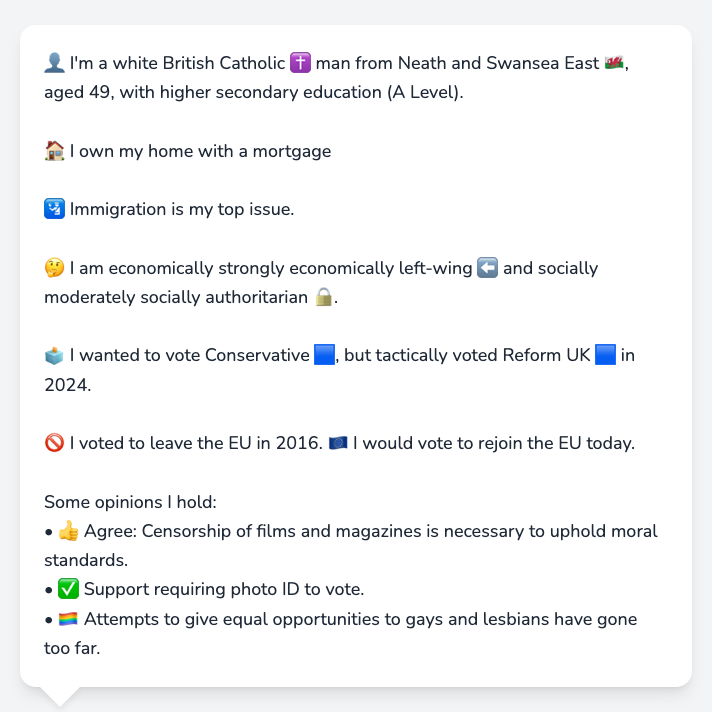 👤 I'm a white British Catholic ✝️ man from Neath and Swansea East 🏴󠁧󠁢󠁷󠁬󠁳󠁿,
aged 49, with higher secondary education (A Level).
🏠 I own my home with a mortgage
🛂 Immigration is my top issue.
🤔 I am economically strongly economically left-wing ⬅️ and socially
moderately socially authoritarian 🔒.
🗳️ I wanted to vote Conservative 🟦, but tactically voted Reform UK 🟦 in
2024.
🚫 I voted to leave the EU in 2016. 🇪🇺 I would vote to rejoin the EU today.
Some opinions I hold:
• 👍 Agree: Censorship of films and magazines is necessary to uphold moral
standards.
• ✅ Support requiring photo ID to vote.
• 🏳️‍🌈 Attempts to give equal opportunities to gays and lesbians have gone
too far.